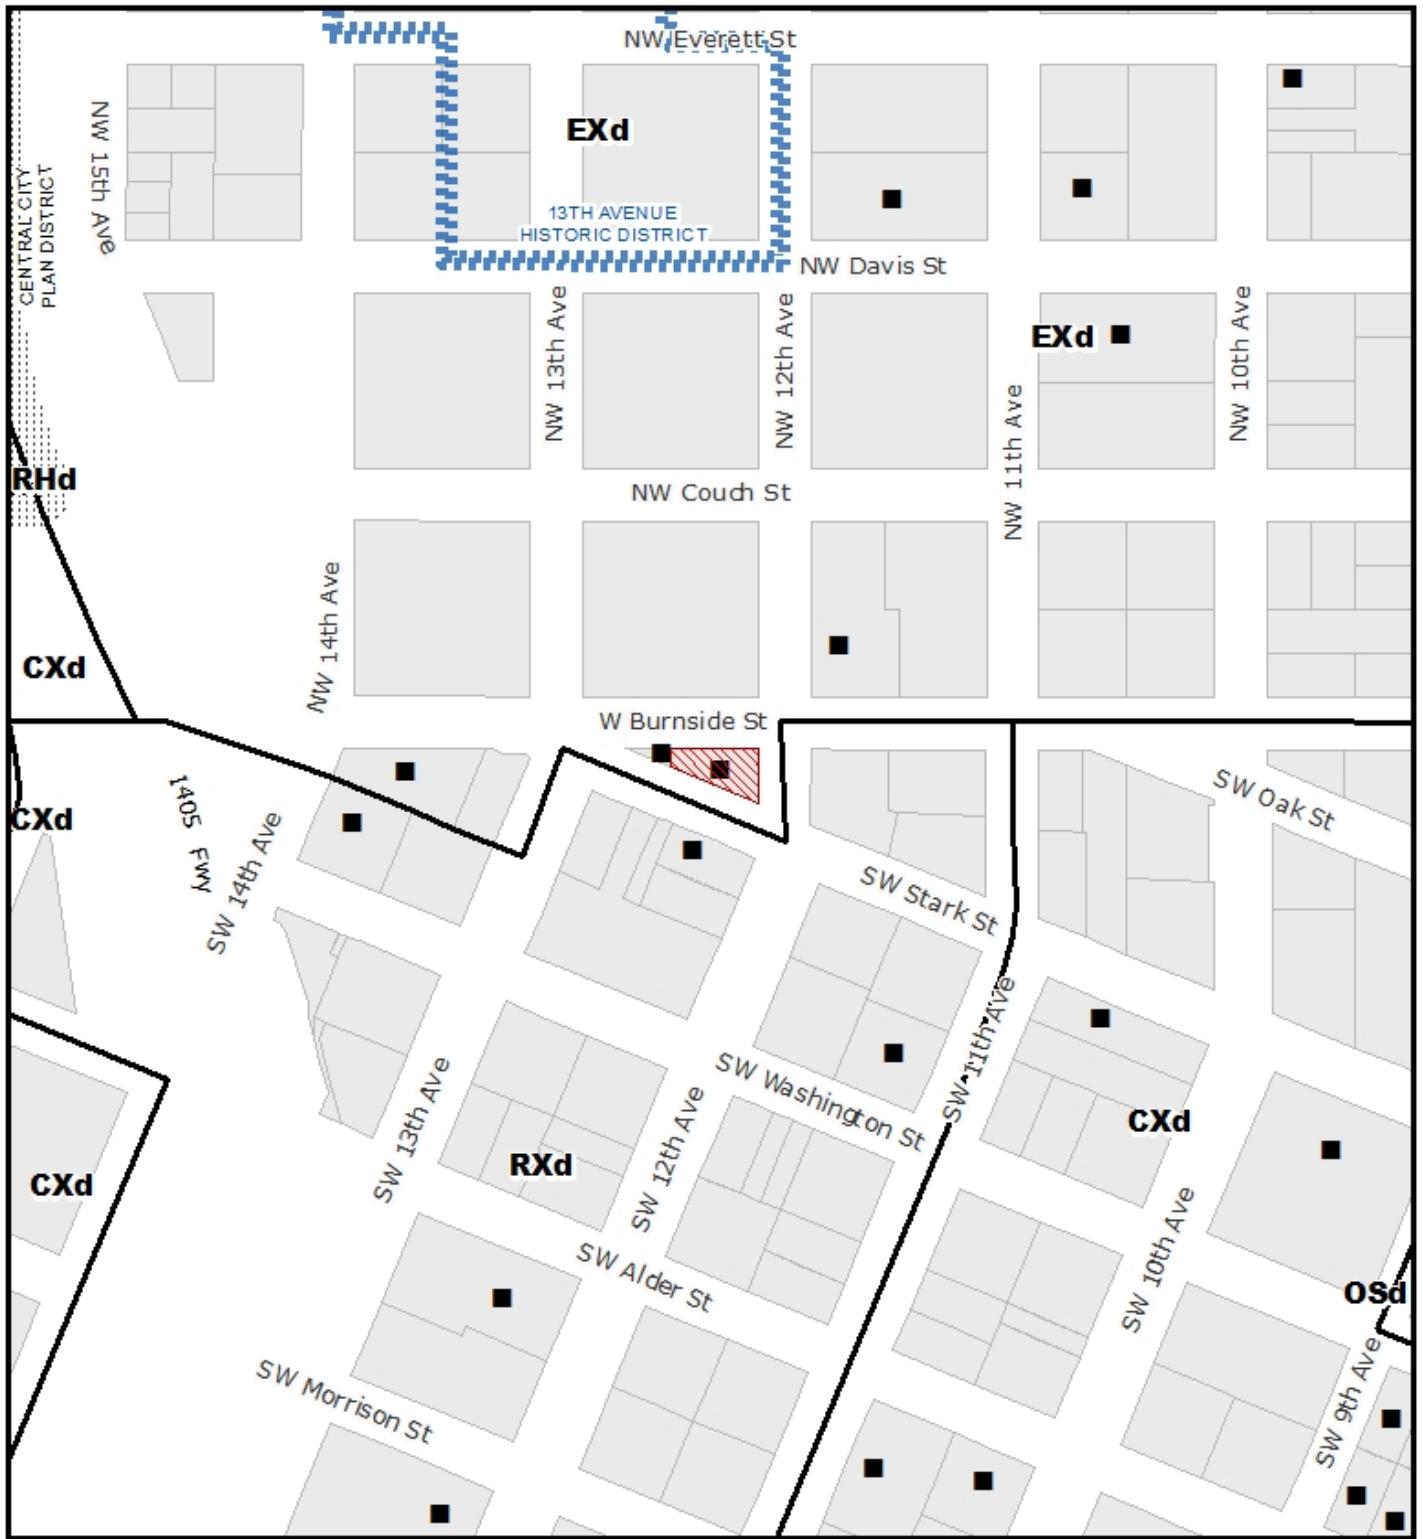 NW Everett St
NW 15th Ave
EXd
CENTRAL CITY
PLAN DISTRICT
13TH AVENUE
HISTORIC DISTRICT
NW Davis St
NW 13th Ave
NW 12th Ave
EXd
NW 10th Ave
NW 11th Ave
RHd
NW Couch St
NW 14th Ave
CXd
W Burnside St
CXd
I405 FWY
SW 14th Ave
SW Oak St
SW Stark St
SW 11th Ave
SW Washington St
SW 13th Ave
SW 12th Ave
CXd
RXd
CXd
SW 10th Ave
SW Alder St
OSd
SW 9th Ave
SW Morrison St